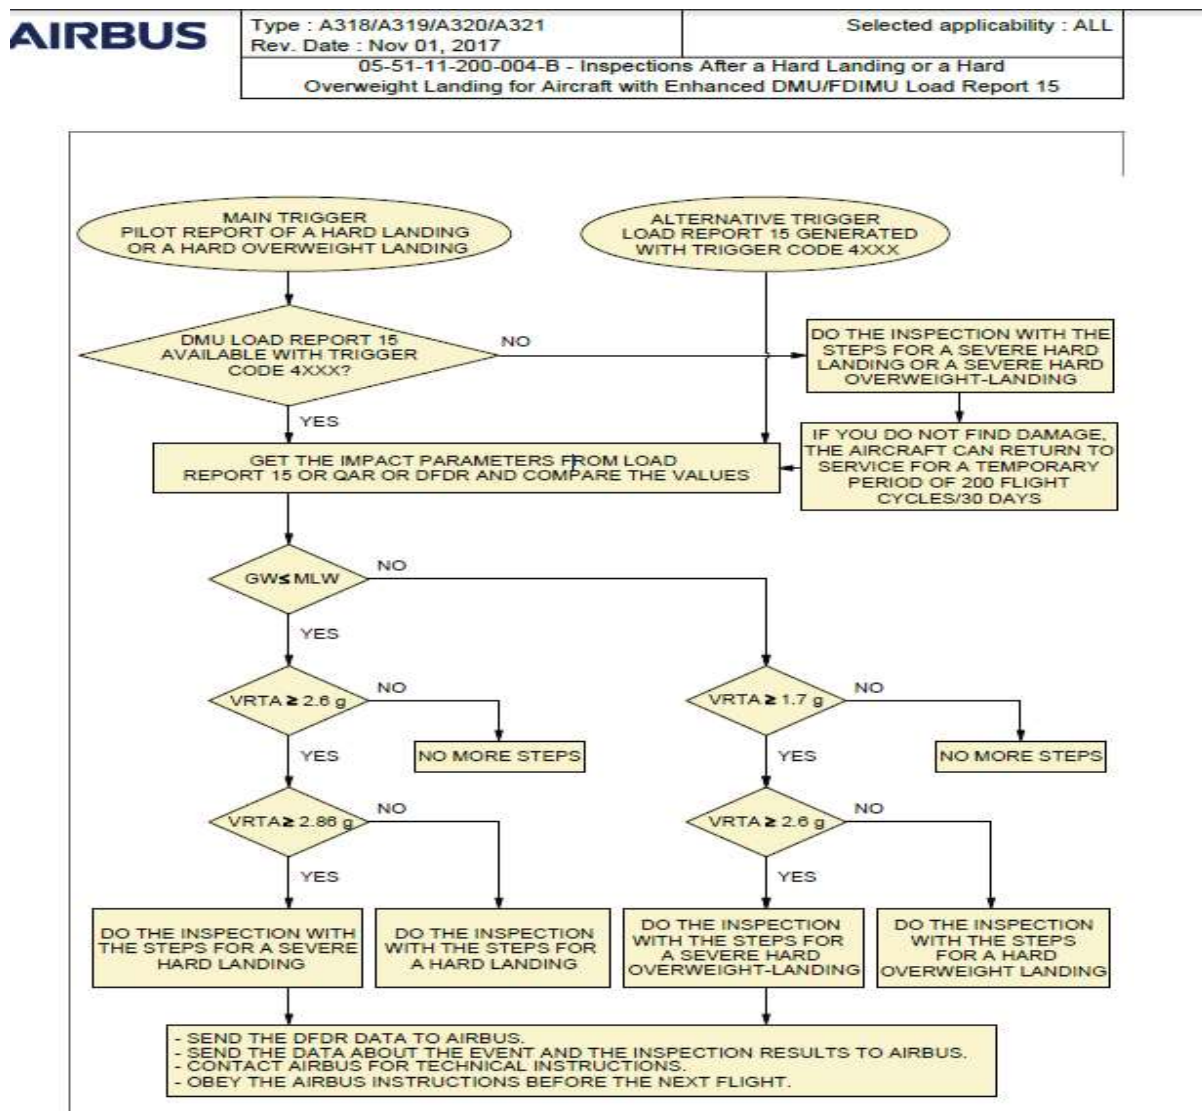 AIRBUS
Type : A318/A319/A320/A321
Rev. Date : Nov 01, 2017
Selected applicability : ALL
05-51-11-200-004-B - Inspections After a Hard Landing or a Hard
Overweight Landing for Aircraft with Enhanced DMU/FDIMU Load Report 15
MAIN TRIGGER
PILOT REPORT OF A HARD LANDING
OR A HARD OVERWEIGHT LANDING
ALTERNATIVE TRIGGER
LOAD REPORT 15 GENERATED
WITH TRIGGER CODE 4XXX
DMU LOAD REPORT 15
AVAILABLE WITH TRIGGER
CODE 4XXX?
NO
DO THE INSPECTION WITH THE
STEPS FOR A SEVERE HARD
LANDING OR A SEVERE HARD
OVERWEIGHT-LANDING
YES
IF YOU DO NOT FIND DAMAGE,
THE AIRCRAFT CAN RETURN TO
SERVICE FOR A TEMPORARY
PERIOD OF 200 FLIGHT
CYCLES/30 DAYS
GET THE IMPACT PARAMETERS FROM LOAD
REPORT 15 OR QAR OR DFDR AND COMPARE THE VALUES
GW≤MLW
NO
YES
VRTA ≥ 2.6 g
NO
VRTA ≥ 1.7 g
NO
YES
NO MORE STEPS
YES
NO MORE STEPS
VRTA ≥ 2.86 g
NO
VRTA ≥ 2.6 g
NO
YES
YES
DO THE INSPECTION WITH
THE STEPS FOR A SEVERE
HARD LANDING
DO THE INSPECTION
WITH THE STEPS FOR
A HARD LANDING
DO THE INSPECTION
WITH THE STEPS FOR
A SEVERE HARD
OVERWEIGHT-LANDING
DO THE INSPECTION
WITH THE STEPS
FOR A HARD
OVERWEIGHT LANDING
- SEND THE DFDR DATA TO AIRBUS.
- SEND THE DATA ABOUT THE EVENT AND THE INSPECTION RESULTS TO AIRBUS.
- CONTACT AIRBUS FOR TECHNICAL INSTRUCTIONS.
- OBEY THE AIRBUS INSTRUCTIONS BEFORE THE NEXT FLIGHT.